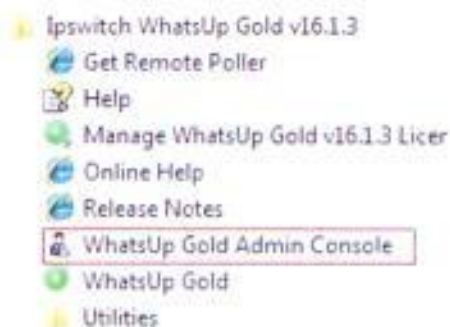 Ipswitch WhatsUp Gold v16.1.3
Get Remote Poller
Help
Manage WhatsUp Gold v16.1.3 Licer
Online Help
Release Notes
WhatsUp Gold Admin Console
WhatsUp Gold
Utilities